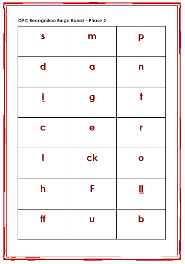 GPC Recognition Bingo Board – Phase 2
s m p
d a n
i g t
c e r
l ck o
h F ll
ff u b